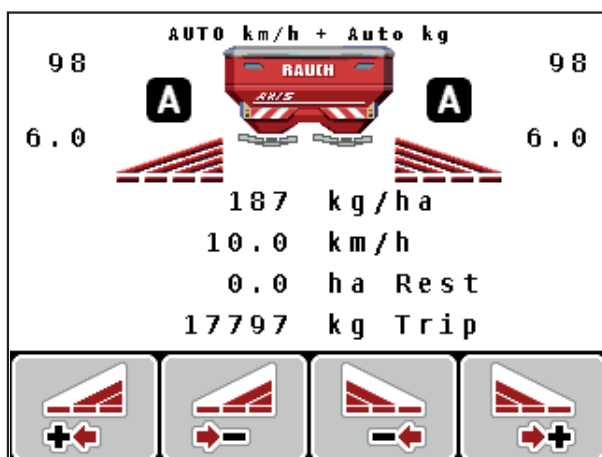 AUTO km/h + Auto kg
98 98
RAUCH
AXIS
A A
6.0 6.0
187 kg/ha
10.0 km/h
0.0 ha Rest
17797 kg Trip